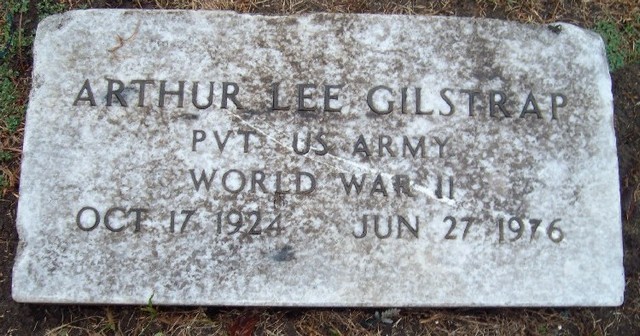 ARTHUR LEE GILSTRAP
PVT US ARMY
WORLD WAR II
OCT 17 1924 JUN 27 1976